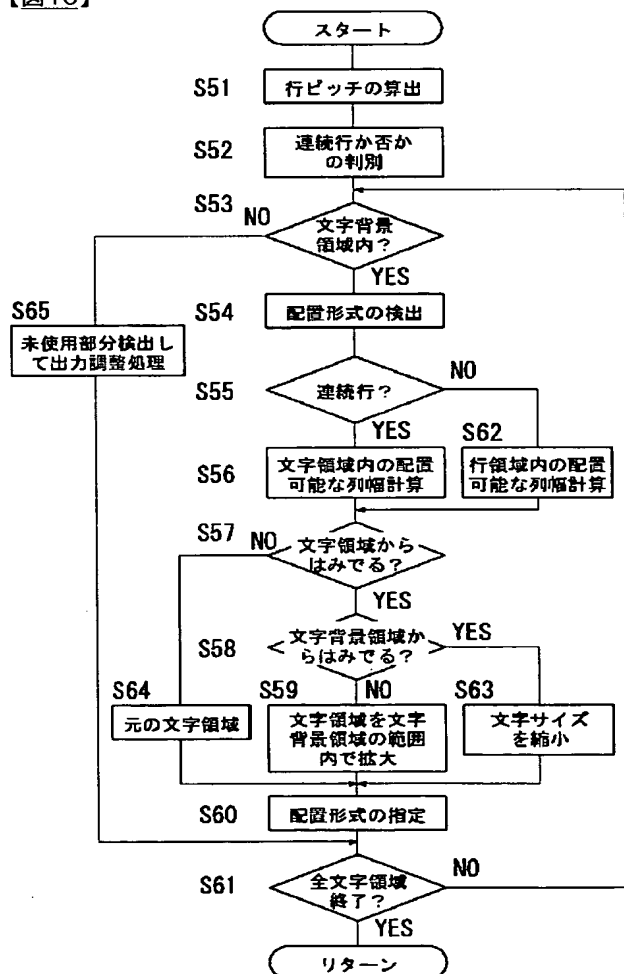 スタート
S51
行ピッチの算出
S52
連続行か否か
の判別
S53
NO
文字背景
領域内?
YES
S65
未使用部分検出し
て出力調整処理
S54
配置形式の検出
S55
連続行?
NO
YES
S62
S56
文字領域内の配置
可能な列幅計算
行領域内の配置
可能な列幅計算
S57
NO
文字領域から
はみでる?
YES
S58
文字背景領域か
らはみでる?
YES
S64
元の文字領域
S59
NO
文字領域を文字
背景領域の範囲
内で拡大
S63
文字サイズ
を縮小
S60
配置形式の指定
S61
全文字領域
終了?
NO
YES
リターン